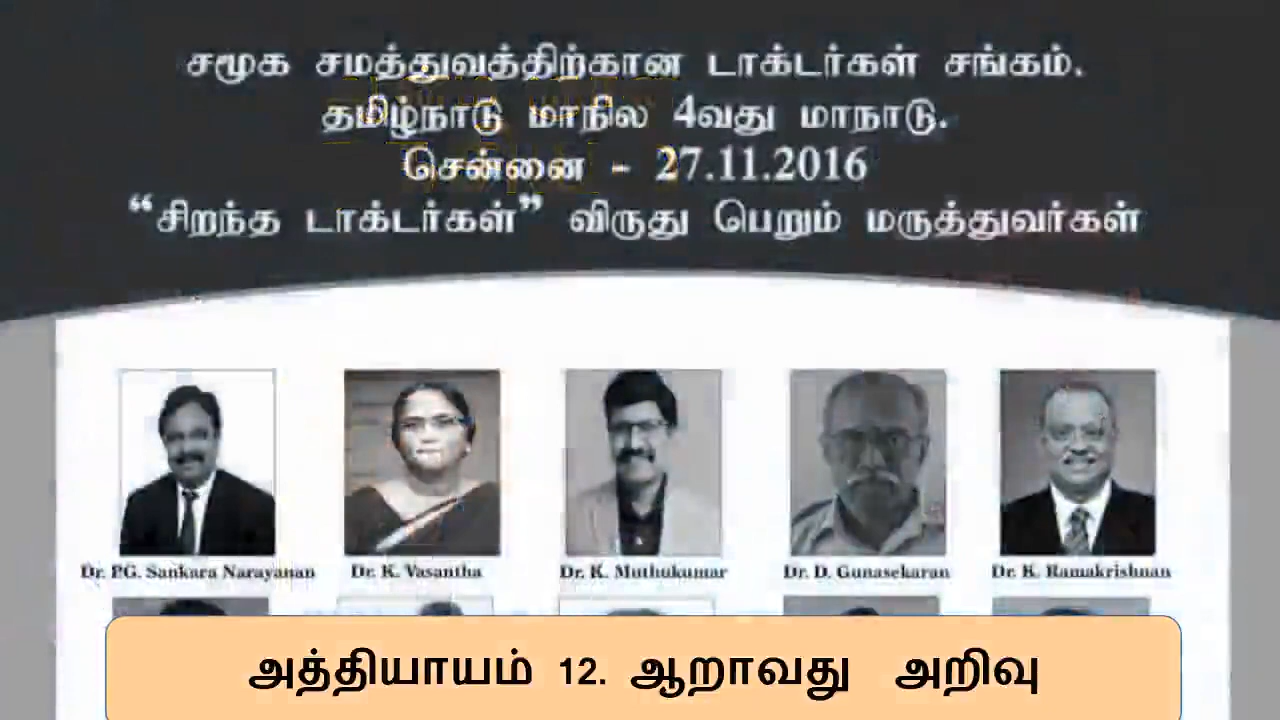 சமூக சமத்துவத்திற்கான டாக்டர்கள் சங்கம்.
தமிழ்நாடு மாநில 4வது மாநாடு.
சென்னை - 27.11.2016
“சிறந்த டாக்டர்கள்” விருது பெறும் மருத்துவர்கள்
Dr. P.G. Sankara Narayanan Dr. K. Vasantha Dr. K. Muthukumar Dr. D. Gunasekaran Dr. K. Ramakrishnan
அத்தியாயம் 12. ஆறாவது அறிவு